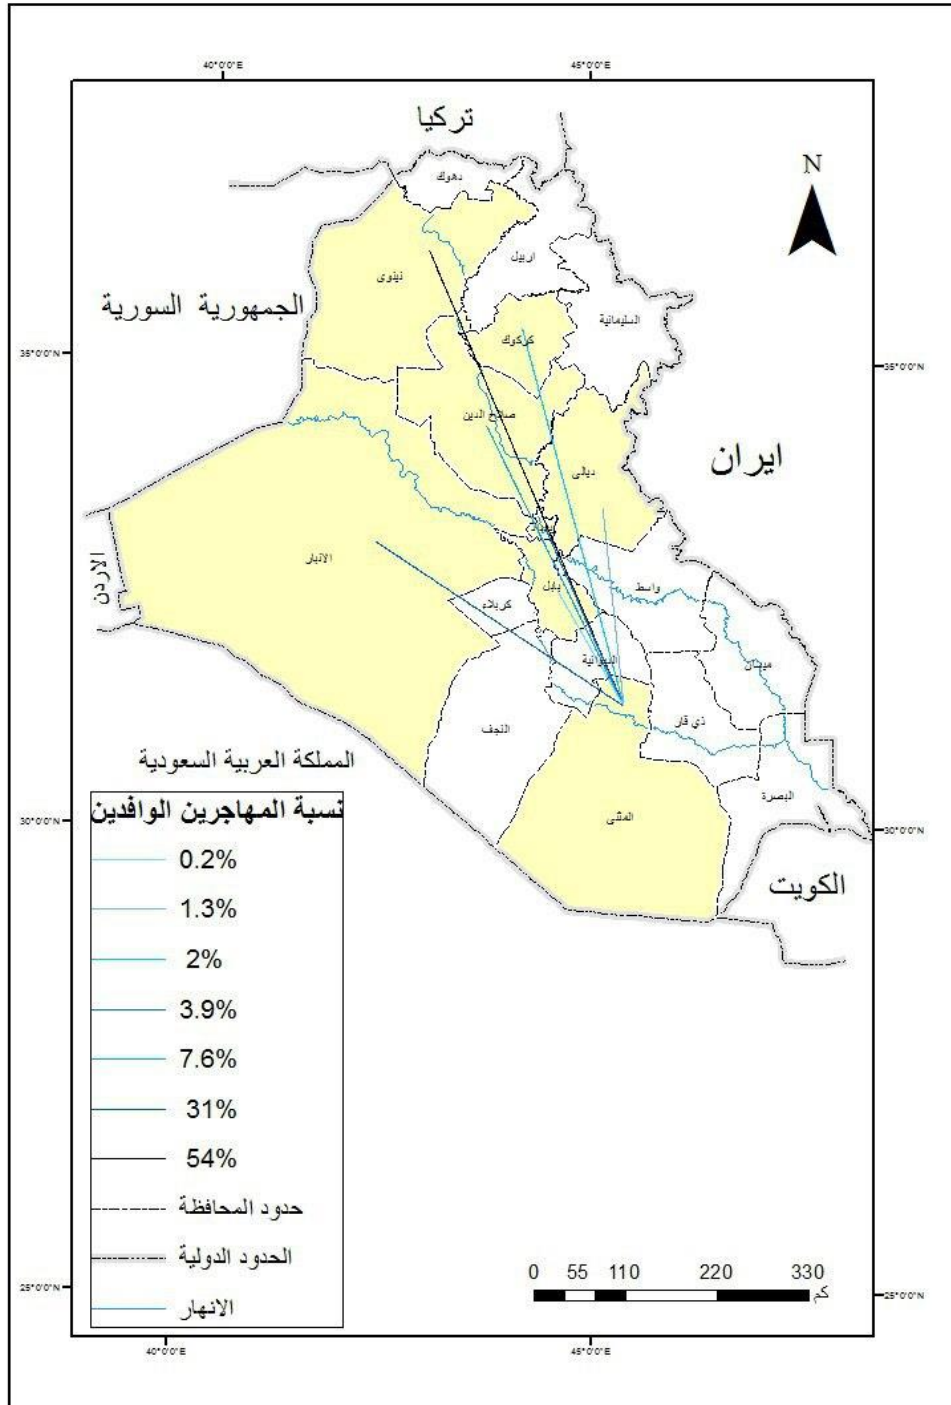 40°0'0"E
45°0'0"E
تركيا
N
دهوك
اربيل
نينوى
الجمهورية السورية
السليمانية
كركوك
35°0'0"N
35°0'0"N
صلاح الدين
ايران
ديالى
بغداد
الانبار
الاردن
واسط
بابل
كربلاء
الديوانية
ميسان
ذي قار
النجف
المملكة العربية السعودية
البصرة
المثنى
30°0'0"N
30°0'0"N
الكويت
نسبة المهاجرين الوافدين
0.2%
1.3%
2%
3.9%
7.6%
31%
54%
حدود المحافظة
الحدود الدولية
الانهار
0 55 110 220 330
كم
25°0'0"N
25°0'0"N
40°0'0"E
45°0'0"E